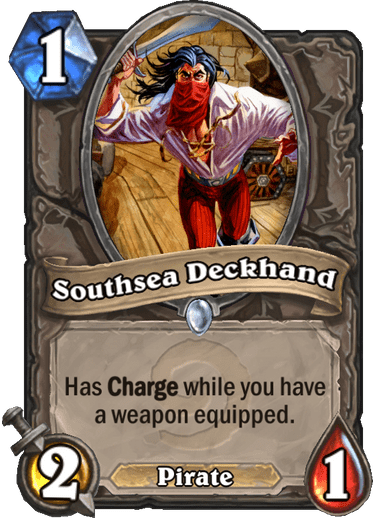 1
Southsea Deckhand
Has Charge while you have
a weapon equipped.
2
Pirate
1